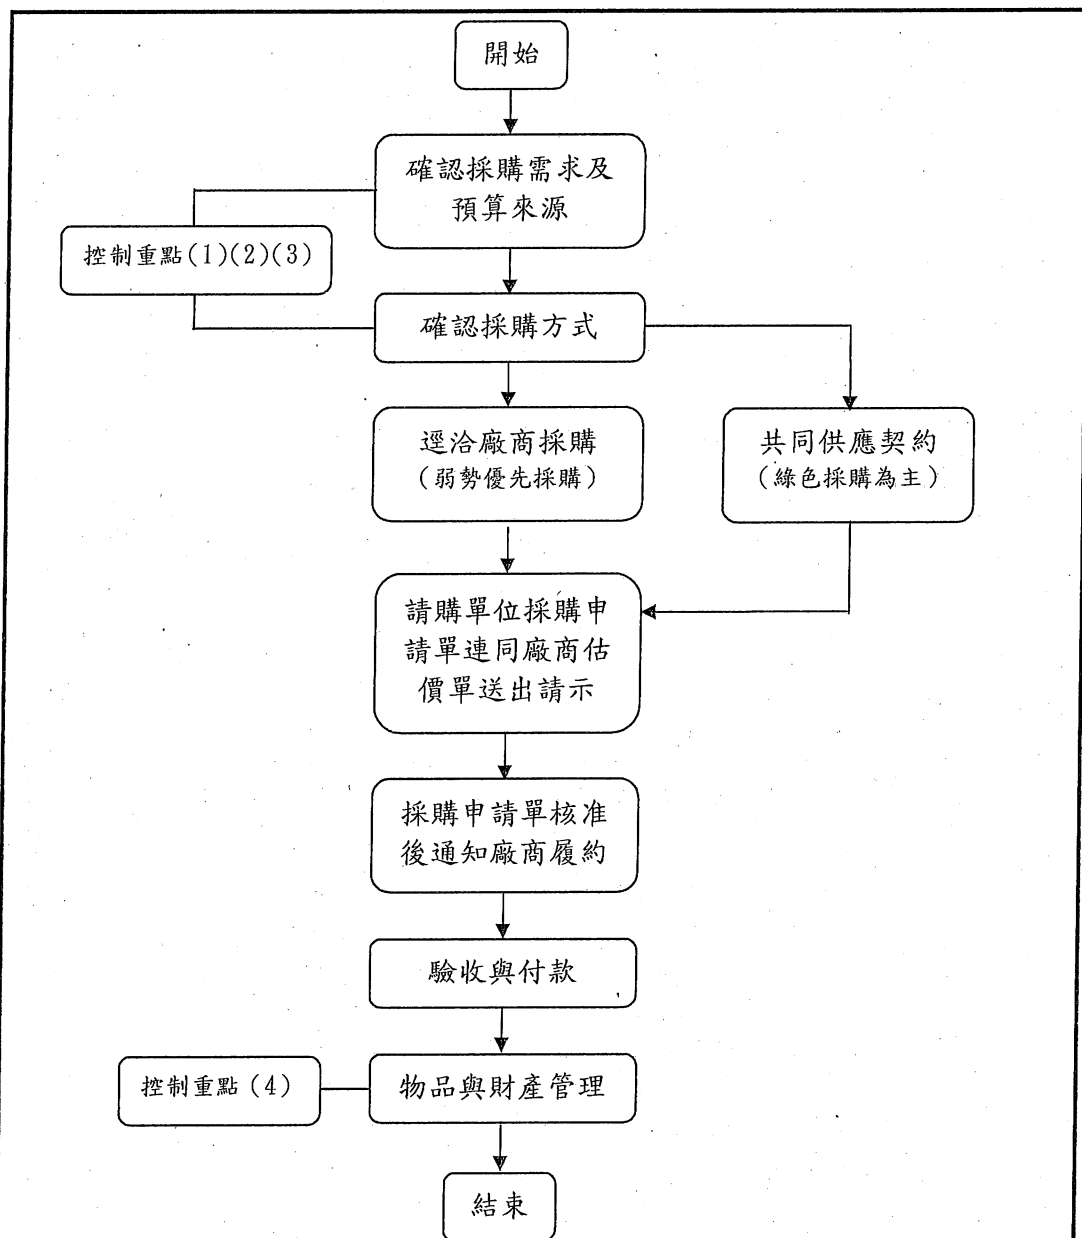 開始
確認採購需求及
預算來源
控制重點(1)(2)(3)
確認採購方式
逕洽廠商採購
(弱勢優先採購)
共同供應契約
(綠色採購為主)
請購單位採購申
請單連同廠商估
價單送出請示
採購申請單核准
後通知廠商履約
驗收與付款
控制重點(4)
物品與財產管理
結束